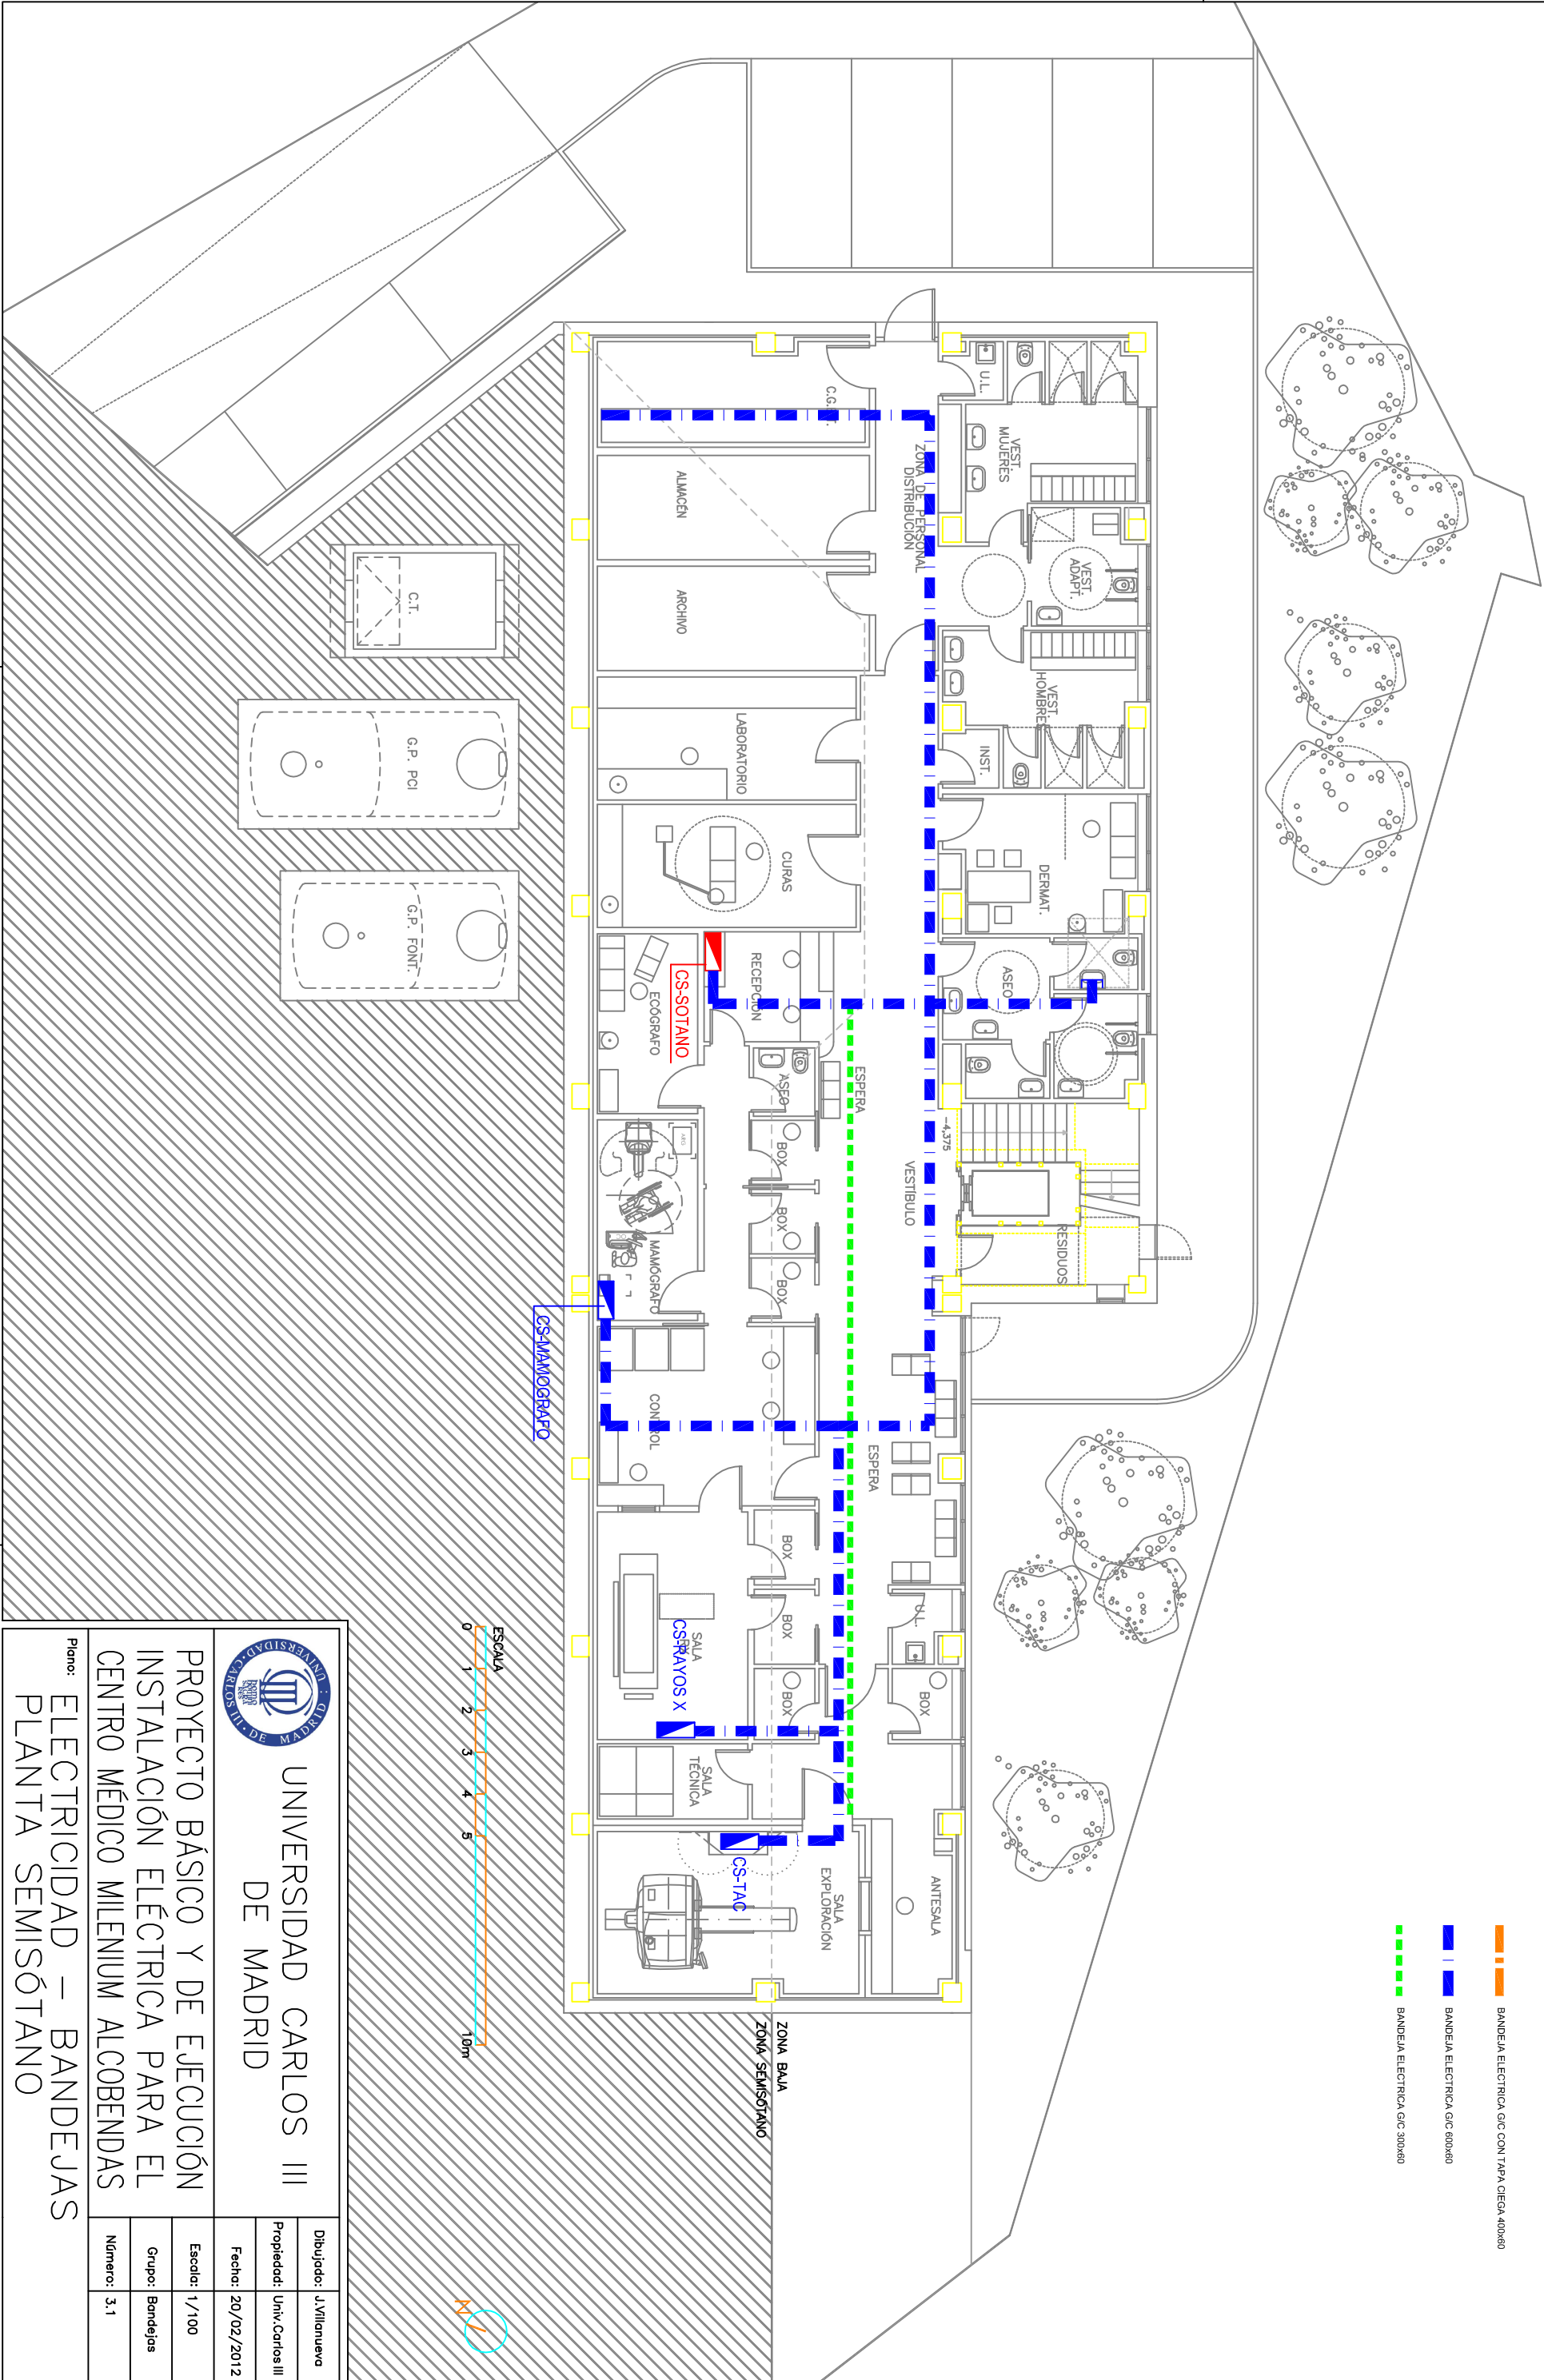 BANDEJA ELECTRICA G/C CON TAPA CIEGA 400x60
BANDEJA ELECTRICA G/C 600x60
BANDEJA ELECTRICA G/C 300x60
U.L.
VEST.
MUJERES
VEST.
ADAPT.
VEST.
HOMBRES
INST.
DERMAT.
ASEO
-4,375
RESIDUOS
ZONA DE PERSONAL
DISTRIBUCIÓN
VESTÍBULO
ESPERA
ESPERA
U.L.
BOX
ANTESALA
C.G.
ALMACÉN
ARCHIVO
LABORATORIO
CURAS
RECEPCIÓN
CS-SOTANO
ECÓGRAFO
ASEO
BOX
BOX
BOX
MAMÓGRAFO
CS-MAMOGRAFO
CONTROL
BOX
BOX
BOX
SALA
CS-RAYOS X
SALA
TÉCNICA
CS-TAC
SALA
EXPLORACIÓN
C.T.
G.P. PCI
G.P. FONT.
ZONA BAJA
ZONA SEMISÓTANO
ESCALA
0 1 2 3 4 5 10m
N
UNIVERSIDAD · CARLOS III · DE MADRID
UNIVERSIDAD CARLOS III
DE MADRID
PROYECTO BÁSICO Y DE EJECUCIÓN
INSTALACIÓN ELÉCTRICA PARA EL
CENTRO MÉDICO MILENIUM ALCOBENDAS
Plano: ELECTRICIDAD – BANDEJAS
PLANTA SEMISÓTANO
Dibujado: J.Villanueva
Propiedad: Univ.Carlos III
Fecha: 20/02/2012
Escala: 1/100
Grupo: Bandejas
Número: 3.1